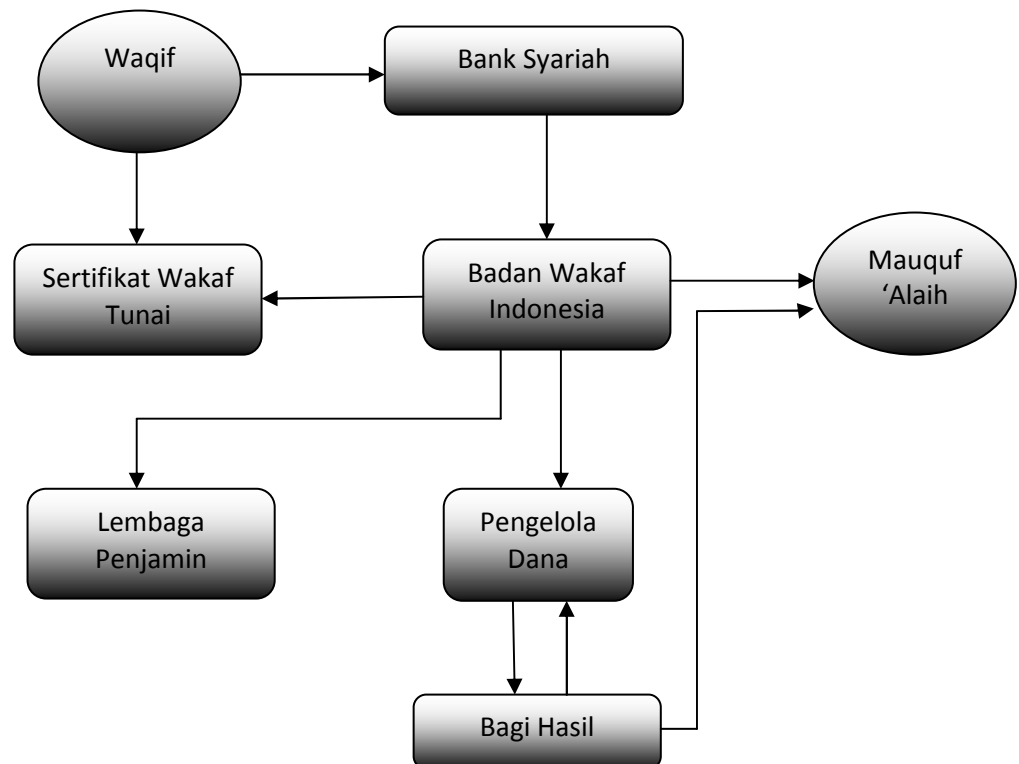 Waqif
Bank Syariah
Sertifikat Wakaf
Tunai
Badan Wakaf
Indonesia
Mauquf
‘Alaih
Lembaga
Penjamin
Pengelola
Dana
Bagi Hasil